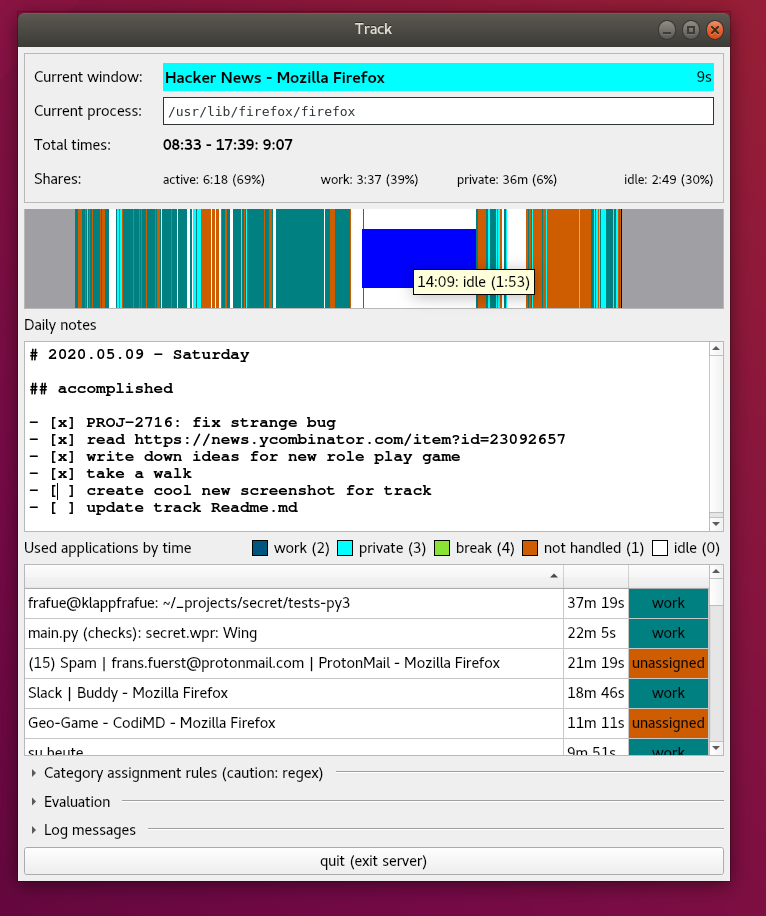 Track
Current window: Hacker News - Mozilla Firefox 9s
Current process: /usr/lib/firefox/firefox
Total times: 08:33 - 17:39: 9:07
Shares: active: 6:18 (69%) work: 3:37 (39%) private: 36m (6%) idle: 2:49 (30%)
14:09: idle (1:53)
Daily notes
# 2020.05.09 - Saturday
## accomplished
- [x] PROJ-2716: fix strange bug
- [x] read https://news.ycombinator.com/item?id=23092657
- [x] write down ideas for new role play game
- [x] take a walk
- [ ] create cool new screenshot for track
- [ ] update track Readme.md
Used applications by time work (2) private (3) break (4) not handled (1) idle (0)
frafue@klappfrafue: ~/_projects/secret/tests-py3 37m 19s work
main.py (checks): secret.wpr: Wing 22m 5s work
(15) Spam | frans.fuerst@protonmail.com | ProtonMail - Mozilla Firefox 21m 19s unassigned
Slack | Buddy - Mozilla Firefox 18m 46s work
Geo-Game - CodiMD - Mozilla Firefox 11m 11s unassigned
su heute 9m 51s work
Category assignment rules (caution: regex)
Evaluation
Log messages
quit (exit server)